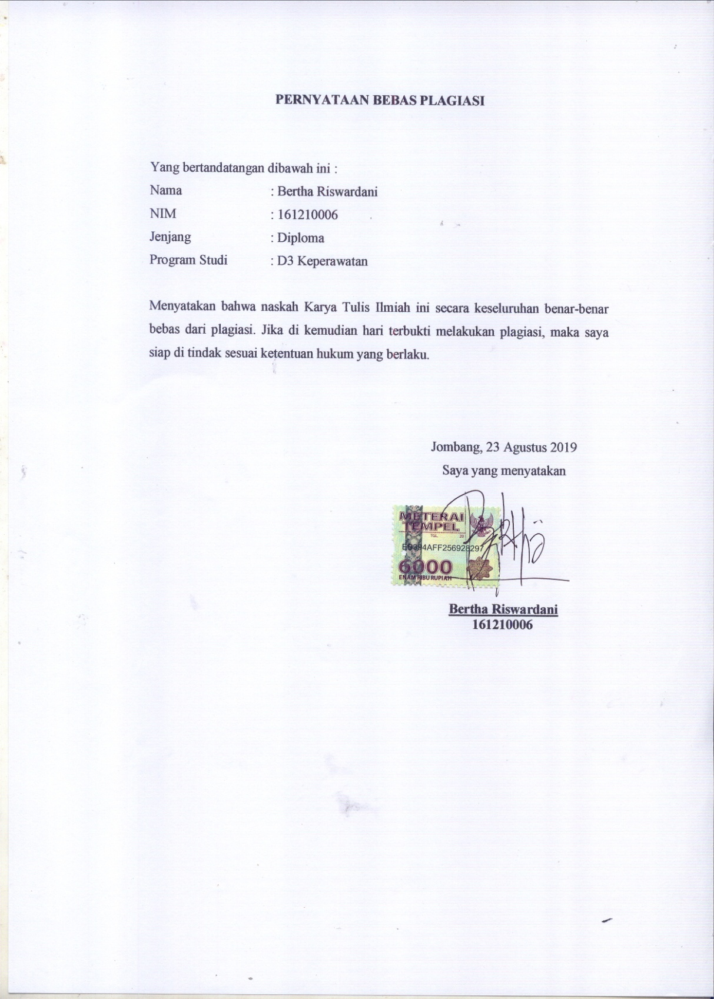 PERNYATAAN BEBAS PLAGIASI
Yang bertandatangan dibawah ini :
Nama : Bertha Riswardani
NIM : 161210006
Jenjang : Diploma
Program Studi : D3 Keperawatan
Menyatakan bahwa naskah Karya Tulis Ilmiah ini secara keseluruhan benar-benar
bebas dari plagiasi. Jika di kemudian hari terbukti melakukan plagiasi, maka saya
siap di tindak sesuai ketentuan hukum yang berlaku.
Jombang, 23 Agustus 2019
Saya yang menyatakan
METERAI
TEMPEL
TGL. 20
6000
ENAM RIBU RUPIAH
Bertha Riswardani
161210006